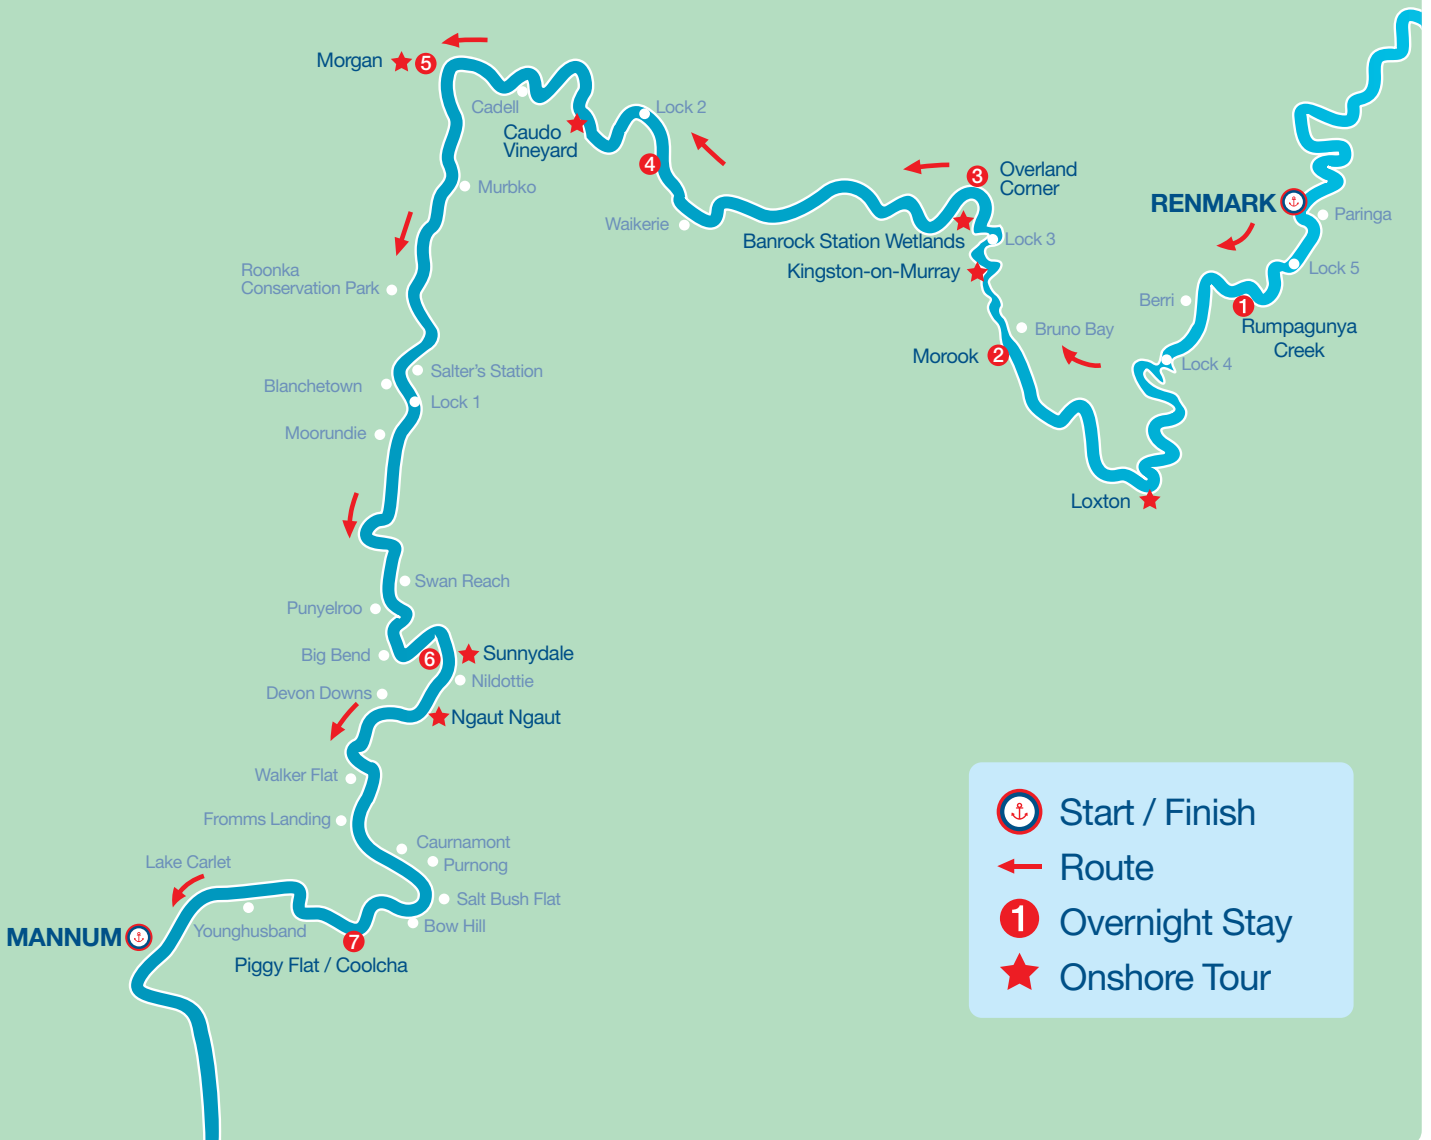 Morgan
5
Cadell
Caudo
Vineyard
Lock 2
4
Murbko
Waikerie
3
Overland
Corner
Banrock Station Wetlands
Lock 3
Kingston-on-Murray
RENMARK
Paringa
Lock 5
Berri
1
Rumpagunya
Creek
Bruno Bay
Morook
2
Lock 4
Loxton
Roonka
Conservation Park
Salter's Station
Blanchetown
Lock 1
Moorundie
Swan Reach
Punyelroo
Big Bend
6
Sunnydale
Nildottie
Devon Downs
Ngaut Ngaut
Walker Flat
Fromms Landing
Caurnamont
Purnong
Lake Carlet
Salt Bush Flat
Bow Hill
Younghusband
MANNUM
7
Piggy Flat / Coolcha
Start / Finish
Route
1
Overnight Stay
Onshore Tour